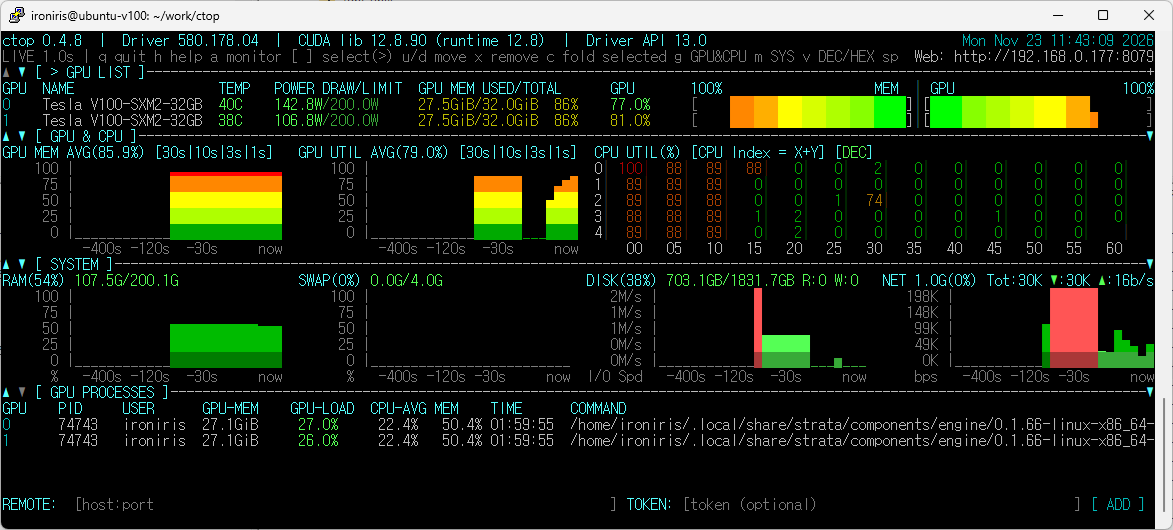 ironiris@ubuntu-v100: ~/work/ctop
ctop 0.4.8 | Driver 580.178.04 | CUDA lib 12.8.90 (runtime 12.8) | Driver API 13.0 Mon Nov 23 11:43:09 2026
LIVE 1.0s | q quit h help a monitor [ ] select(>) u/d move x remove c fold selected g GPU&CPU m SYS v DEC/HEX sp Web: http://192.168.0.177:8079
▲ ▼ [ > GPU LIST ]
GPU NAME TEMP POWER DRAW/LIMIT GPU MEM USED/TOTAL GPU 100% MEM GPU 100%
0 Tesla V100-SXM2-32GB 40C 142.8W/200.0W 27.5GiB/32.0GiB 86% 77.0% [ ] [ ]
1 Tesla V100-SXM2-32GB 38C 106.8W/200.0W 27.5GiB/32.0GiB 86% 81.0% [ ] [ ]
▲ ▼ [ GPU & CPU ] ▼
GPU MEM AVG(85.9%) [30s|10s|3s|1s] GPU UTIL AVG(79.0%) [30s|10s|3s|1s] CPU UTIL(%) [CPU Index = X+Y] [DEC]
100 | 100 | 0 100 88 89 88 0 0 2 0 0 0 0 0
75 | 75 | 1 89 89 89 0 0 0 0 0 0 0 0 0
50 | 50 | 2 89 88 89 0 0 1 74 0 0 0 0 0
25 | 25 | 3 88 88 89 1 2 0 0 0 0 1 0 0
0 | 0 | 4 89 89 88 0 2 0 0 0 0 0 0 0
-400s -120s -30s now -400s -120s -30s now 00 05 10 15 20 25 30 35 40 45 50 55 60
▲ ▼ [ SYSTEM ] ▼
RAM(54%) 107.5G/200.1G SWAP(0%) 0.0G/4.0G DISK(38%) 703.1GB/1831.7GB R:0 W:0 NET 1.0G(0%) Tot:30K ▼:30K ▲:16b/s
100 | 100 | 2M/s | 198K |
75 | 75 | 1M/s | 148K |
50 | 50 | 1M/s | 99K |
25 | 25 | 0M/s | 49K |
0 | 0 | 0M/s | 0K |
% -400s -120s -30s now % -400s -120s -30s now I/O Spd -400s -120s -30s now bps -400s -120s -30s now
▲ ▼ [ GPU PROCESSES ] ▼
GPU PID USER GPU-MEM GPU-LOAD CPU-AVG MEM TIME COMMAND
0 74743 ironiris 27.1GiB 27.0% 22.4% 50.4% 01:59:55 /home/ironiris/.local/share/strata/components/engine/0.1.66-linux-x86_64-
1 74743 ironiris 27.1GiB 26.0% 22.4% 50.4% 01:59:55 /home/ironiris/.local/share/strata/components/engine/0.1.66-linux-x86_64-
REMOTE: [host:port ] TOKEN: [token (optional) ] [ ADD ]